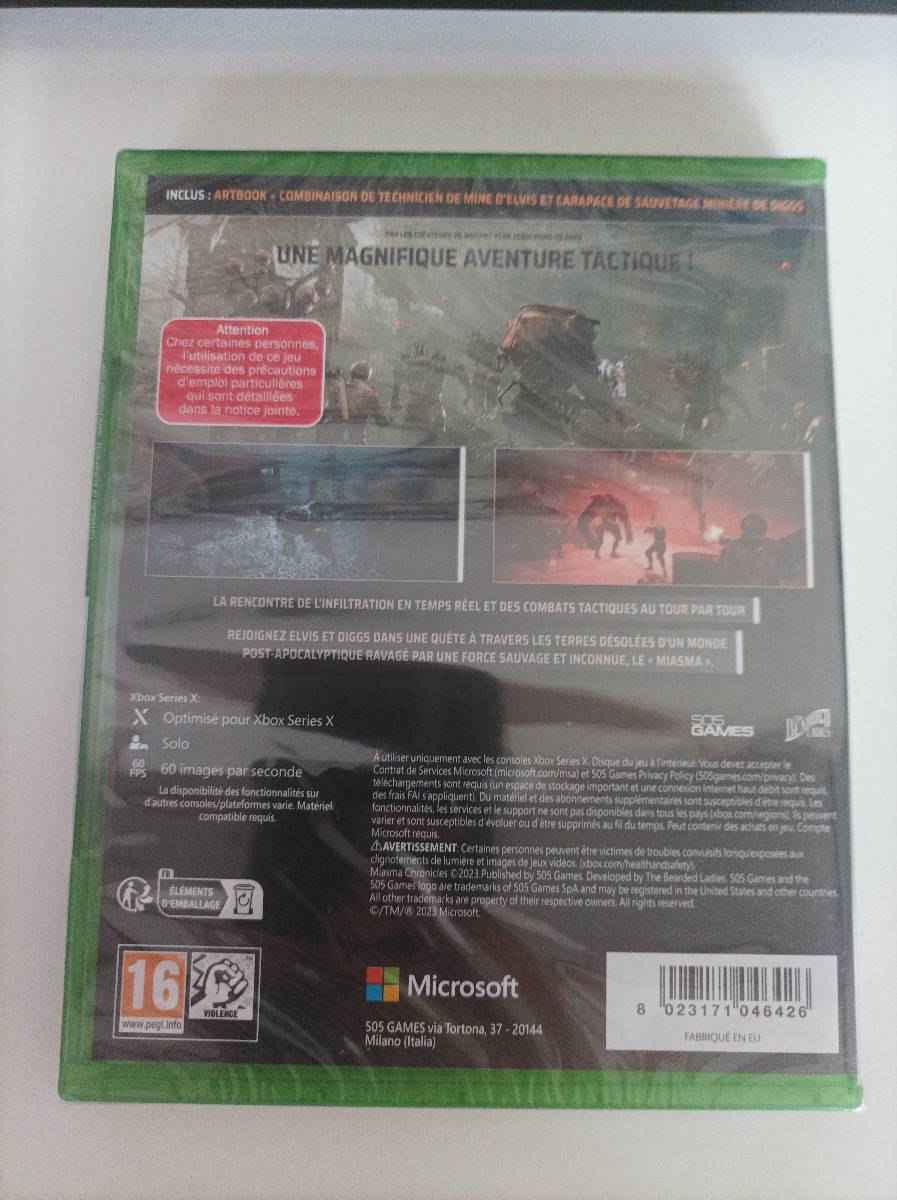 INCLUS : ARTBOOK + COMBINAISON DE TECHNICIEN DE MINE D'ELVIS ET CARAPACE DE SAUVETAGE MINIÈRE DE DIGGS
PAR LES CRÉATEURS DE MUTANT YEAR ZERO: ROAD TO EDEN
UNE MAGNIFIQUE AVENTURE TACTIQUE !
Attention
Chez certaines personnes,
l'utilisation de ce jeu
nécessite des précautions
d'emploi particulières
qui sont détaillées
dans la notice jointe.
LA RENCONTRE DE L'INFILTRATION EN TEMPS RÉEL ET DES COMBATS TACTIQUES AU TOUR PAR TOUR
REJOIGNEZ ELVIS ET DIGGS DANS UNE QUÊTE À TRAVERS LES TERRES DÉSOLÉES D'UN MONDE
POST-APOCALYPTIQUE RAVAGÉ PAR UNE FORCE SAUVAGE ET INCONNUE, LE « MIASMA ».
Xbox Series X:
X Optimisé pour Xbox Series X
Solo
60 FPS 60 images par seconde
La disponibilité des fonctionnalités sur
d'autres consoles/plateformes varie. Matériel
compatible requis.
505 GAMES
THE BEARDED LADIES
À utiliser uniquement avec les consoles Xbox Series X. Disque du jeu à l'intérieur. Vous devez accepter le
Contrat de Services Microsoft (microsoft.com/msa) et 505 Games Privacy Policy (505games.com/privacy). Des
téléchargements sont requis (un espace de stockage important et une connexion Internet haut débit sont requis,
des frais FAI s'appliquent). Du matériel et des abonnements supplémentaires sont susceptibles d'être requis. Les
fonctionnalités, les services et le support ne sont pas disponibles dans tous les pays (xbox.com/regions). Ils peuvent
varier et sont susceptibles d'évoluer ou d'être supprimés au fil du temps. Peut contenir des achats en jeu. Compte
Microsoft requis.
⚠AVERTISSEMENT: Certaines personnes peuvent être victimes de troubles convulsifs lorsqu'exposées aux
clignotements de lumière et images de jeux vidéos. (xbox.com/healthandsafety).
Miasma Chronicles ©2023.Published by 505 Games. Developed by The Bearded Ladies. 505 Games and the
505 Games logo are trademarks of 505 Games SpA and may be registered in the United States and other countries.
All other trademarks are property of their respective owners. All rights reserved.
©/TM/® 2023 Microsoft.
FR
ÉLÉMENTS
D'EMBALLAGE
16
www.pegi.info
VIOLENCE
Microsoft
505 GAMES via Tortona, 37 - 20144
Milano (Italia)
8 023171 046426
FABRIQUÉ EN EU